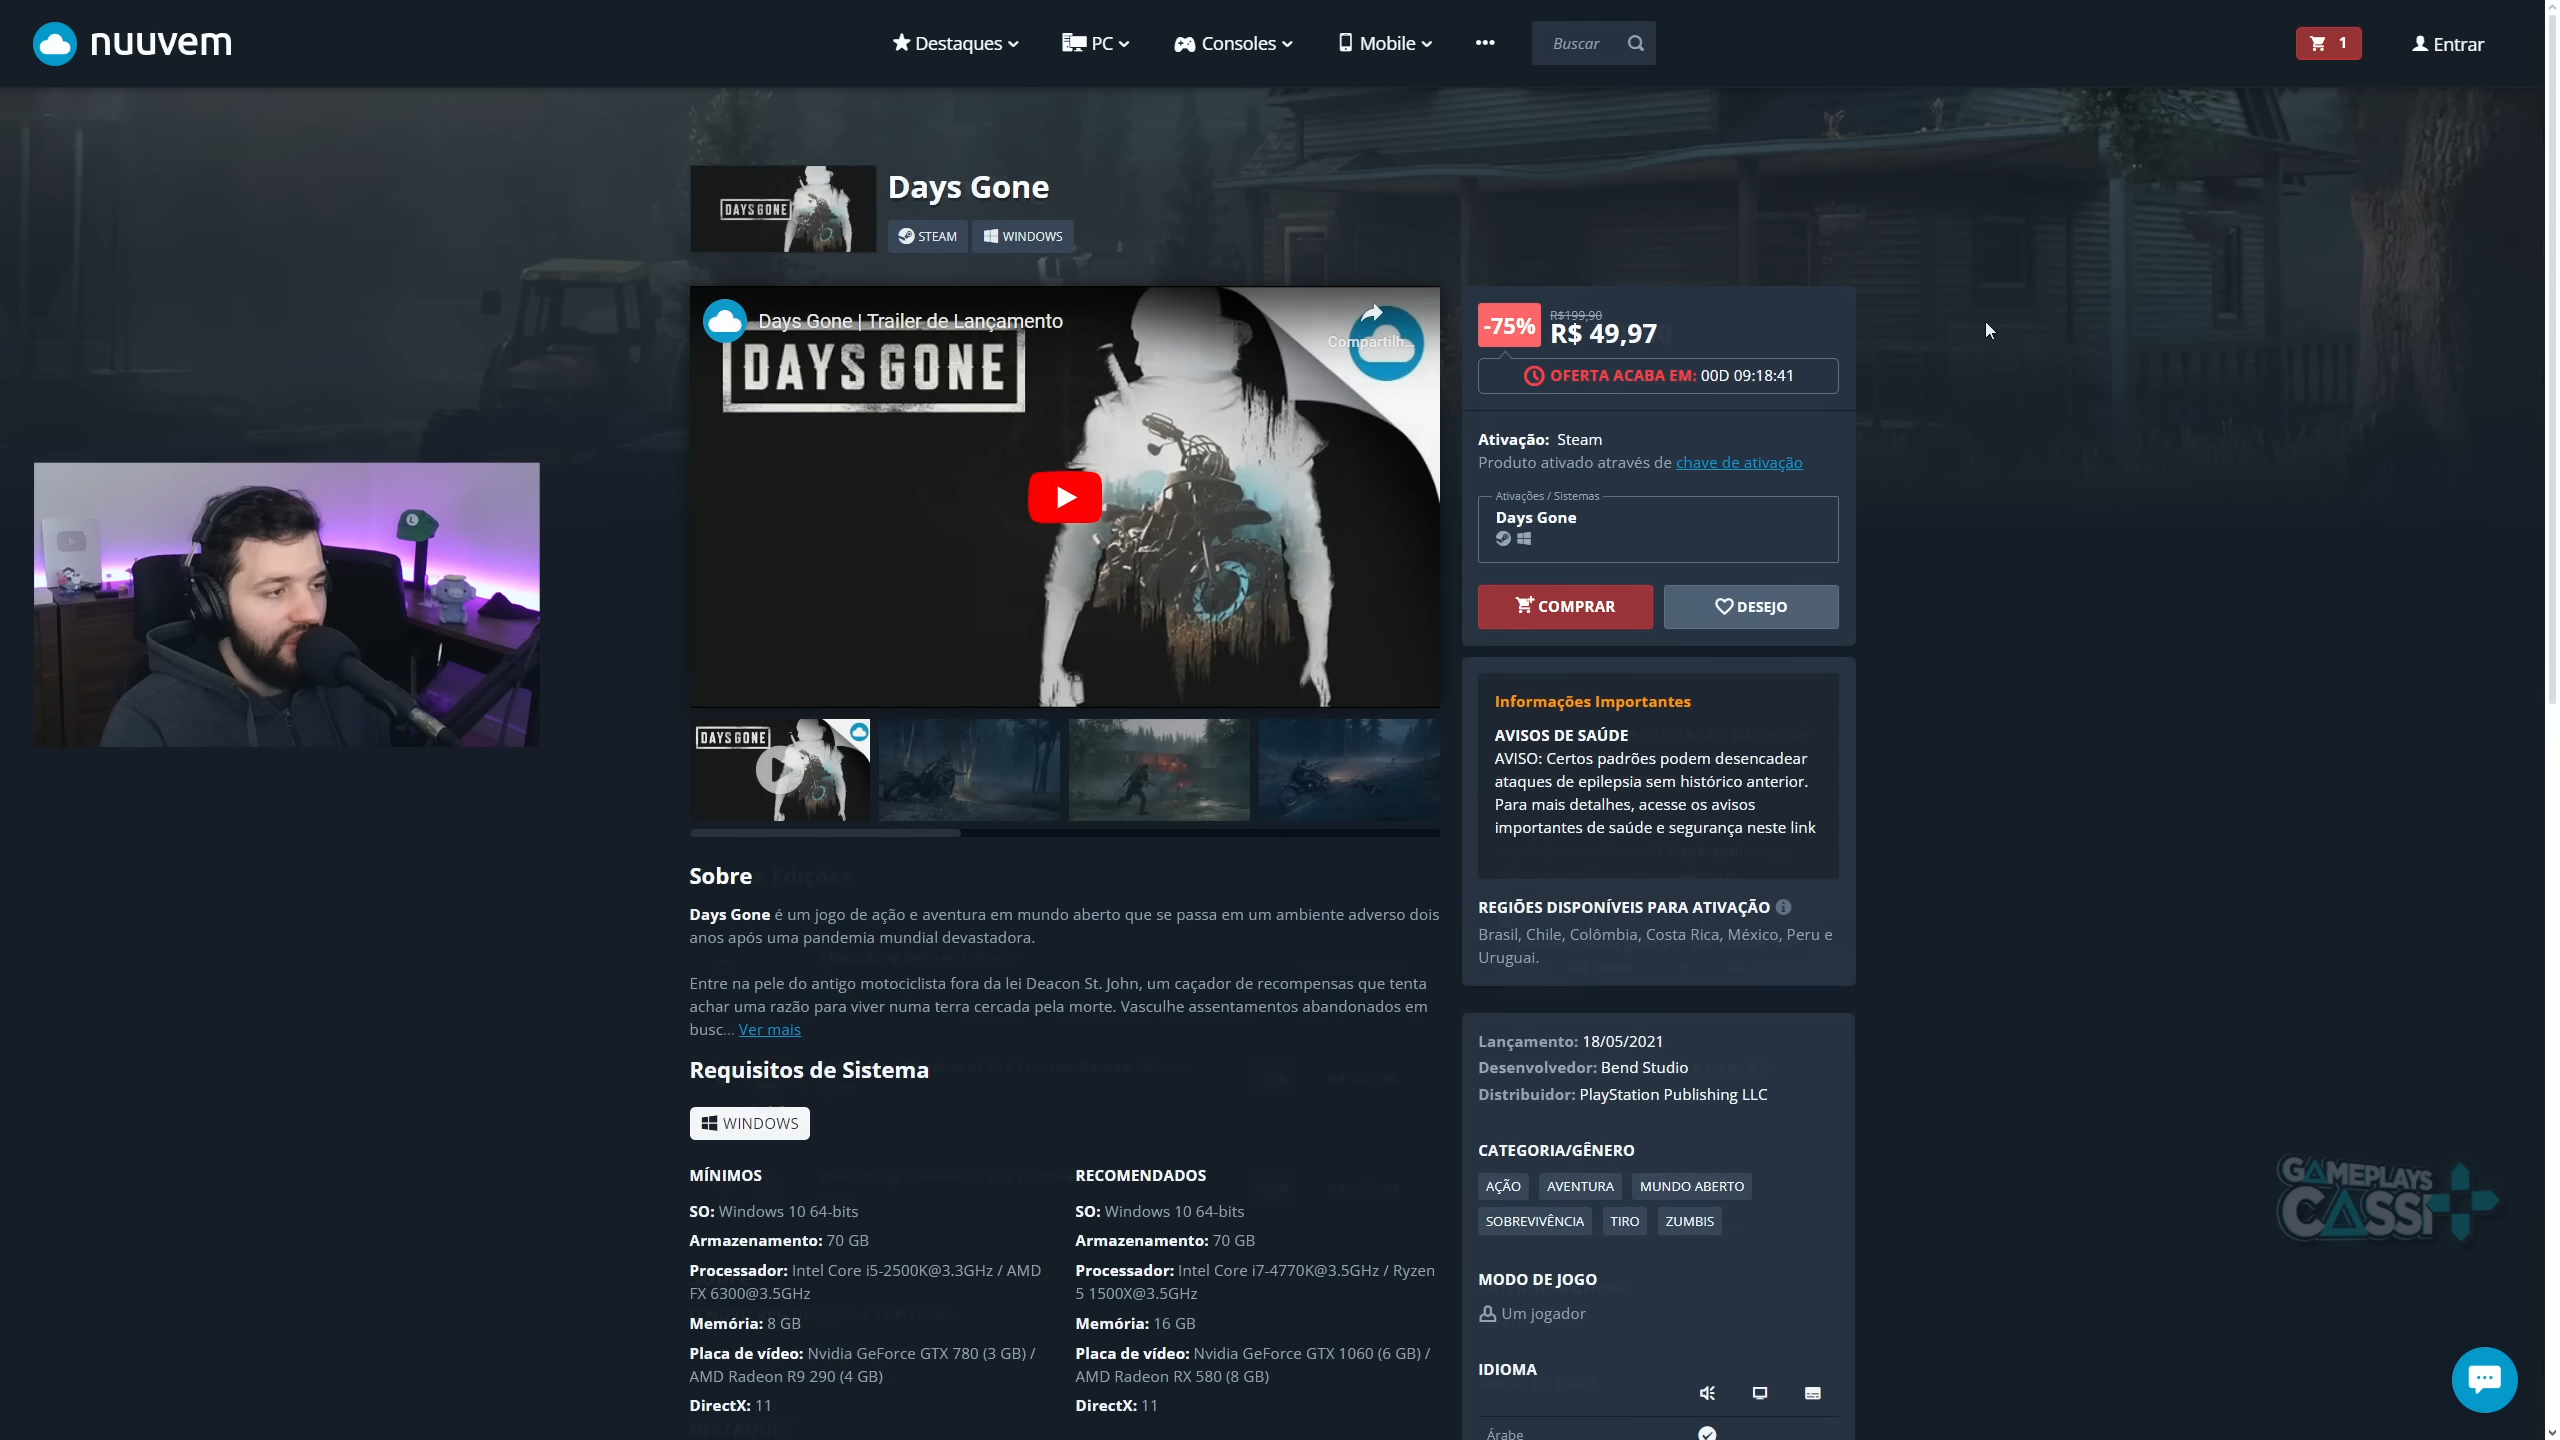 nuuvem
Destaques
PC
Consoles
Mobile
Buscar
1
Entrar
DAYS GONE
Days Gone
STEAM
WINDOWS
Days Gone | Trailer de Lançamento
Compartilh...
DAYS GONE
-75%
R$199,90
R$ 49,97
OFERTA ACABA EM: 00D 09:18:41
Ativação: Steam
Produto ativado através de chave de ativação
Ativações / Sistemas
Days Gone
COMPRAR
DESEJO
DAYS GONE
Informações Importantes
AVISOS DE SAÚDE
AVISO: Certos padrões podem desencadear
ataques de epilepsia sem histórico anterior.
Para mais detalhes, acesse os avisos
importantes de saúde e segurança neste link
REGIÕES DISPONÍVEIS PARA ATIVAÇÃO
Brasil, Chile, Colômbia, Costa Rica, México, Peru e
Uruguai.
Sobre
Days Gone é um jogo de ação e aventura em mundo aberto que se passa em um ambiente adverso dois
anos após uma pandemia mundial devastadora.
Entre na pele do antigo motociclista fora da lei Deacon St. John, um caçador de recompensas que tenta
achar uma razão para viver numa terra cercada pela morte. Vasculhe assentamentos abandonados em
busc... Ver mais
Requisitos de Sistema
WINDOWS
MÍNIMOS
SO: Windows 10 64-bits
Armazenamento: 70 GB
Processador: Intel Core i5-2500K@3.3GHz / AMD
FX 6300@3.5GHz
Memória: 8 GB
Placa de vídeo: Nvidia GeForce GTX 780 (3 GB) /
AMD Radeon R9 290 (4 GB)
DirectX: 11
RECOMENDADOS
SO: Windows 10 64-bits
Armazenamento: 70 GB
Processador: Intel Core i7-4770K@3.5GHz / Ryzen
5 1500X@3.5GHz
Memória: 16 GB
Placa de vídeo: Nvidia GeForce GTX 1060 (6 GB) /
AMD Radeon RX 580 (8 GB)
DirectX: 11
Lançamento: 18/05/2021
Desenvolvedor: Bend Studio
Distribuidor: PlayStation Publishing LLC
CATEGORIA/GÊNERO
AÇÃO
AVENTURA
MUNDO ABERTO
SOBREVIVÊNCIA
TIRO
ZUMBIS
MODO DE JOGO
Um jogador
IDIOMA
Árabe
GAMEPLAYS
CASSI